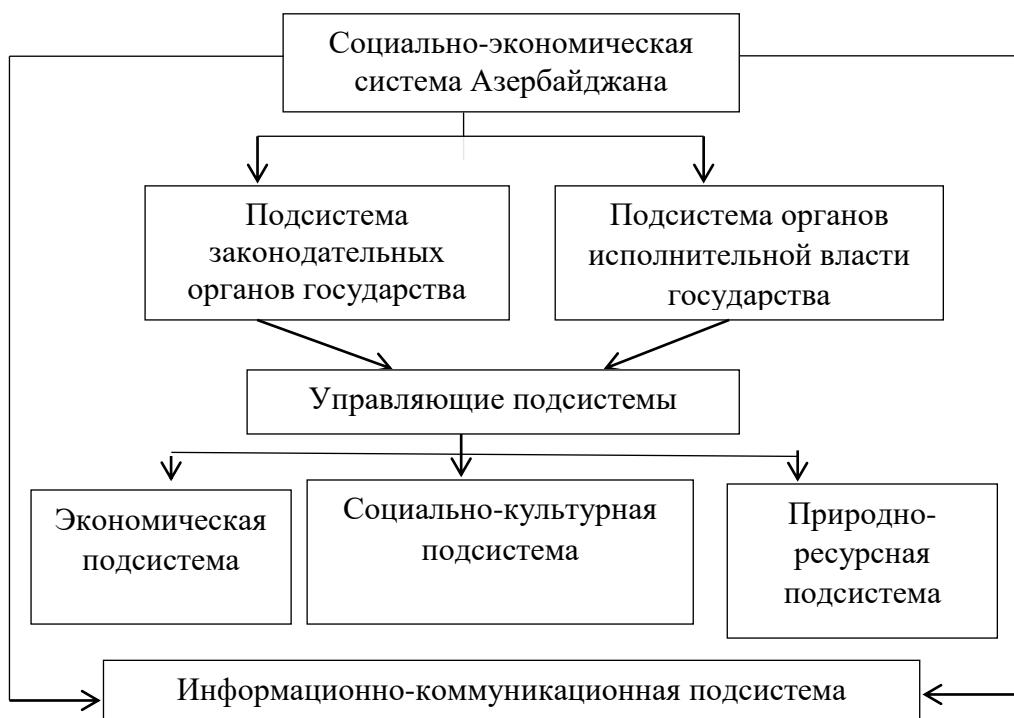 Социально-экономическая
система Азербайджана
Подсистема
законодательных
органов государства
Подсистема органов
исполнительной власти
государства
Управляющие подсистемы
Экономическая
подсистема
Социально-культурная
подсистема
Природно-
ресурсная
подсистема
Информационно-коммуникационная подсистема